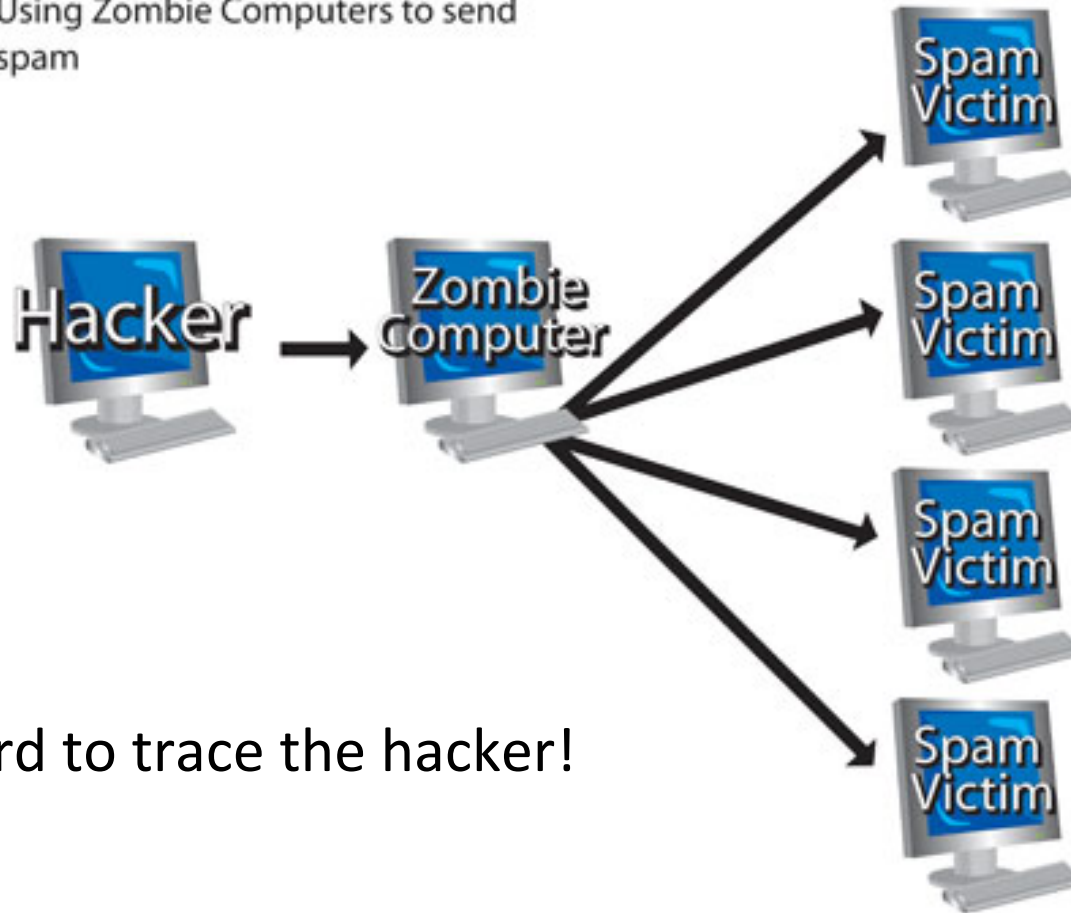 Using Zombie Computers to send
spam
Hacker
Zombie
Computer
Spam
Victim
Spam
Victim
Spam
Victim
Spam
Victim
rd to trace the hacker!